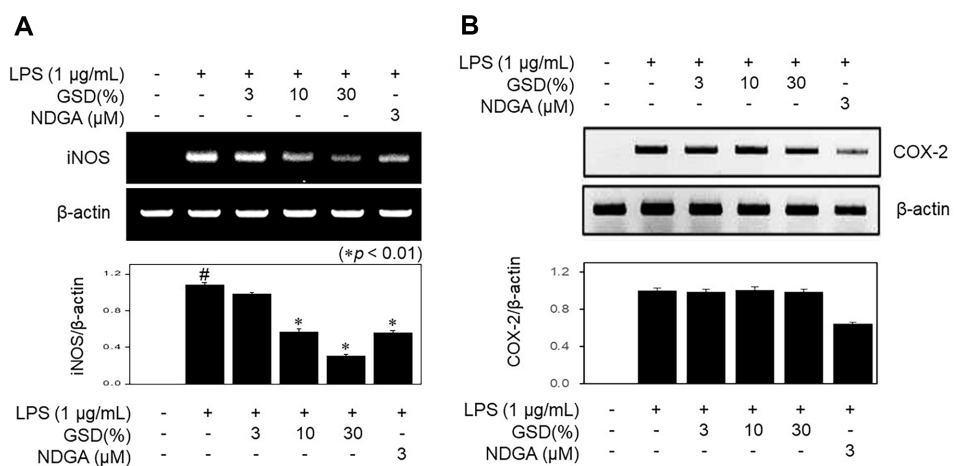 A
LPS (1 µg/mL) - + + + + +
GSD(%) - - 3 10 30 -
NDGA (µM) - - - - - 3
iNOS
β-actin
(*p < 0.01)
iNOS/β-actin
1.2
0.8
0.4
0.0
#
*
*
*
LPS (1 µg/mL) - + + + + +
GSD(%) - - 3 10 30 -
NDGA (µM) - - - - - 3
B
LPS (1 µg/mL) - + + + + +
GSD(%) - - 3 10 30 -
NDGA (µM) - - - - - 3
COX-2
β-actin
COX-2/β-actin
1.2
0.8
0.4
0.0
LPS (1 µg/mL) - + + + + +
GSD(%) - - 3 10 30 -
NDGA (µM) - - - - - 3